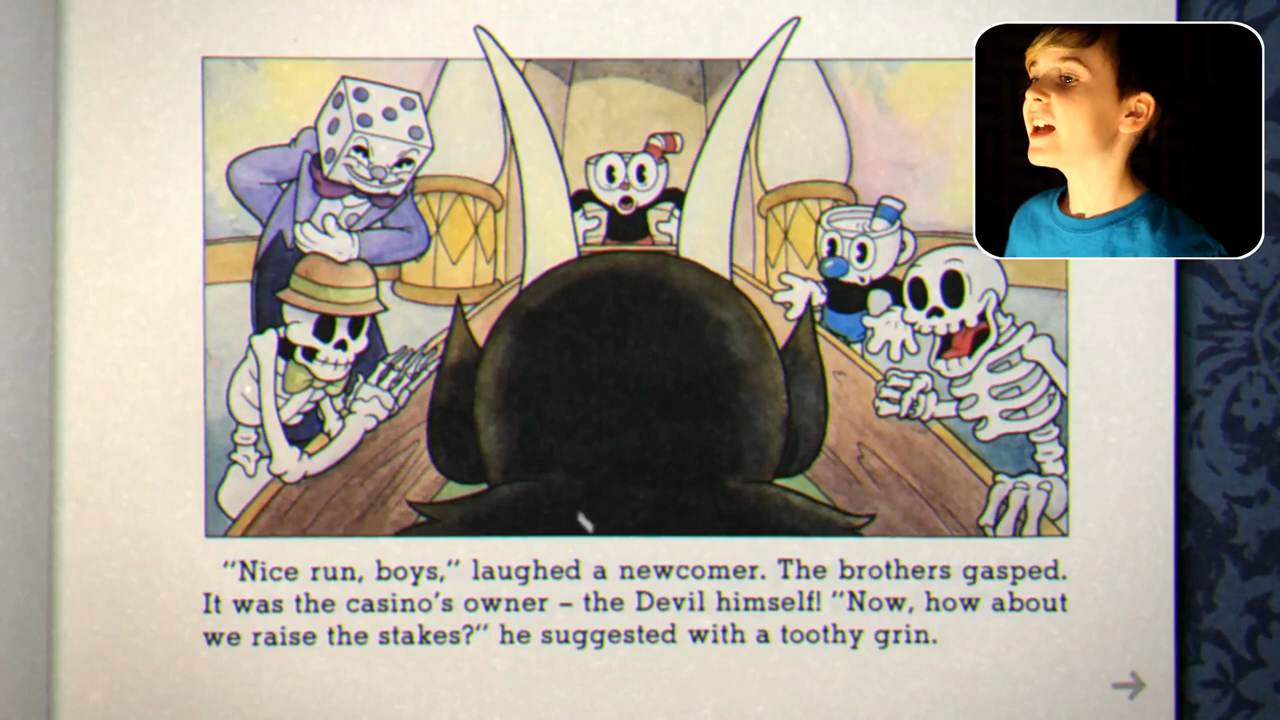 “Nice run, boys,” laughed a newcomer. The brothers gasped.
It was the casino’s owner – the Devil himself! “Now, how about
we raise the stakes?” he suggested with a toothy grin.